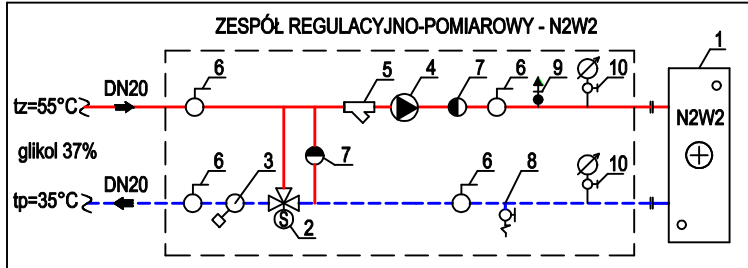 ZESPÓŁ REGULACYJNO-POMIAROWY - N2W2
1
6 5 4 7 6 9 10
DN20
tz=55°C
N2W2
glikol 37%
7
6 3 6 8 10
DN20
tp=35°C
S 2